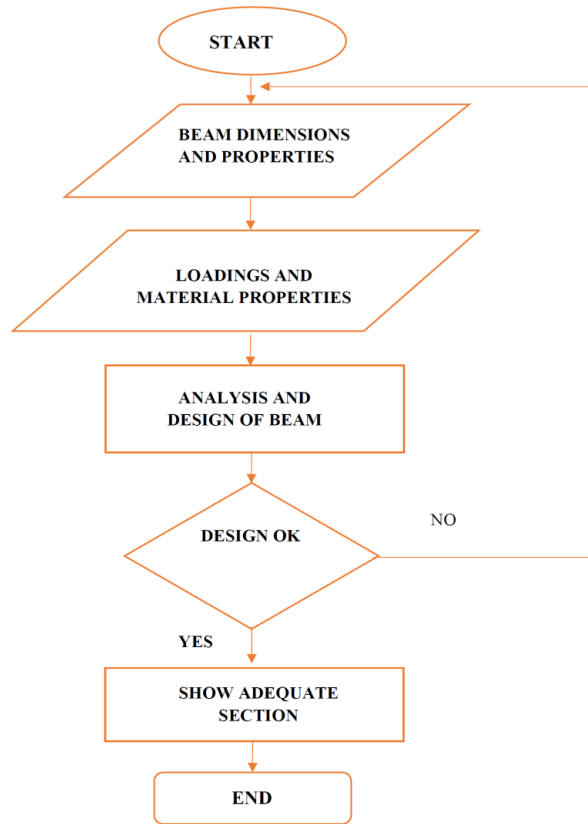 START
BEAM DIMENSIONS
AND PROPERTIES
LOADINGS AND
MATERIAL PROPERTIES
ANALYSIS AND
DESIGN OF BEAM
DESIGN OK
NO
YES
SHOW ADEQUATE
SECTION
END